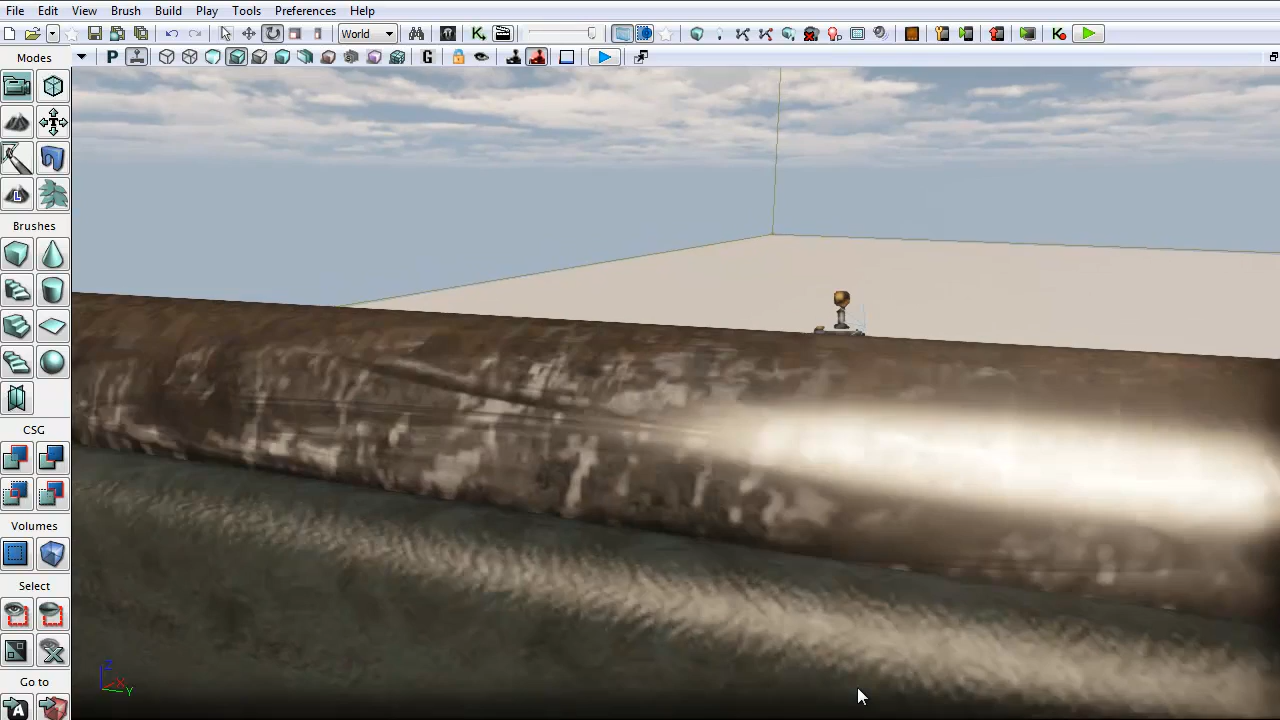 File Edit View Brush Build Play Tools Preferences Help
World
P
G
Modes
L
Brushes
CSG
Volumes
Select
Go to
A
Z
X
Y